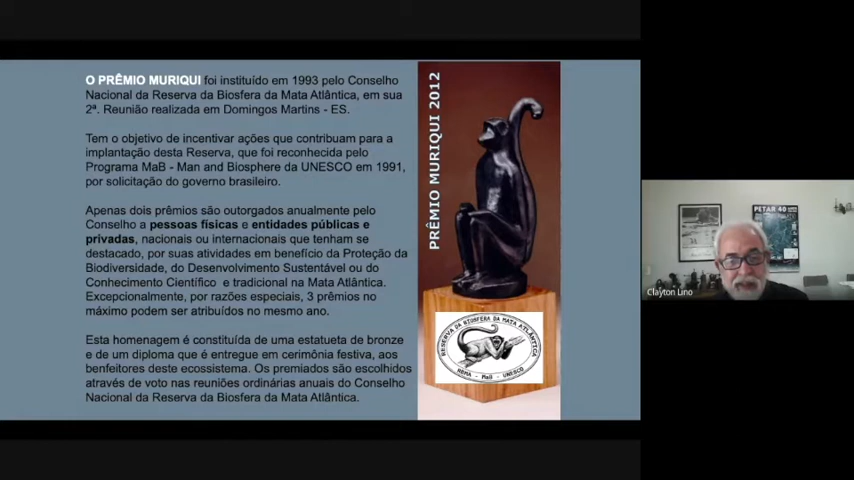 O PRÊMIO MURIQUI foi instituído em 1993 pelo Conselho
Nacional da Reserva da Biosfera da Mata Atlântica, em sua
2ª. Reunião realizada em Domingos Martins - ES.
Tem o objetivo de incentivar ações que contribuam para a
implantação desta Reserva, que foi reconhecida pelo
Programa MaB - Man and Biosphere da UNESCO em 1991,
por solicitação do governo brasileiro.
Apenas dois prêmios são outorgados anualmente pelo
Conselho a pessoas físicas e entidades públicas e
privadas, nacionais ou internacionais que tenham se
destacado, por suas atividades em benefício da Proteção da
Biodiversidade, do Desenvolvimento Sustentável ou do
Conhecimento Científico e tradicional na Mata Atlântica.
Excepcionalmente, por razões especiais, 3 prêmios no
máximo podem ser atribuídos no mesmo ano.
Esta homenagem é constituída de uma estatueta de bronze
e de um diploma que é entregue em cerimônia festiva, aos
benfeitores deste ecossistema. Os premiados são escolhidos
através de voto nas reuniões ordinárias anuais do Conselho
Nacional da Reserva da Biosfera da Mata Atlântica.
PRÊMIO MURIQUI 2012
RESERVA DA BIOSFERA DA MATA ATLÂNTICA
RBMA - MaB - UNESCO
PETAR 40
Clayton Lino